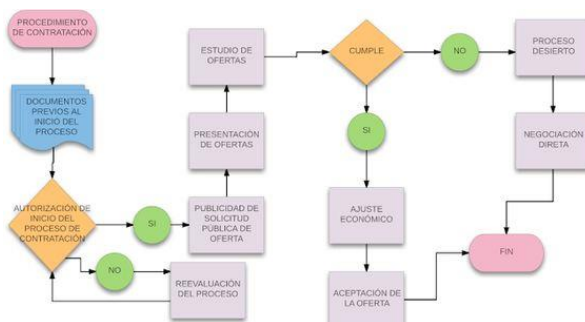 PROCEDIMIENTO
DE CONTRATACIÓN
DOCUMENTOS
PREVIOS AL
INICIO DEL
PROCESO
AUTORIZACIÓN DE
INICIO DEL
PROCESO DE
CONTRATACIÓN
SI
NO
REEVALUACIÓN
DEL PROCESO
PUBLICIDAD DE
SOLICITUD
PÚBLICA DE
OFERTA
PRESENTACIÓN
DE OFERTAS
ESTUDIO DE
OFERTAS
CUMPLE
NO
PROCESO
DESIERTO
NEGOCIACIÓN
DIRETA
SI
AJUSTE
ECONÓMICO
ACEPTACIÓN DE
LA OFERTA
FIN